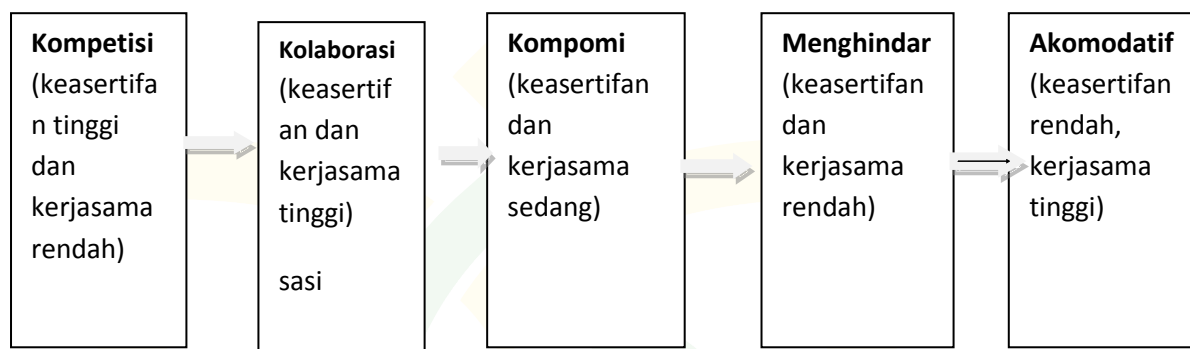 Kompetisi
(keasertifa
n tinggi
dan
kerjasama
rendah)
Kolaborasi
(keasertif
an dan
kerjasama
tinggi)
sasi
Kompomi
(keasertifan
dan
kerjasama
sedang)
Menghindar
(keasertifan
dan
kerjasama
rendah)
Akomodatif
(keasertifan
rendah,
kerjasama
tinggi)